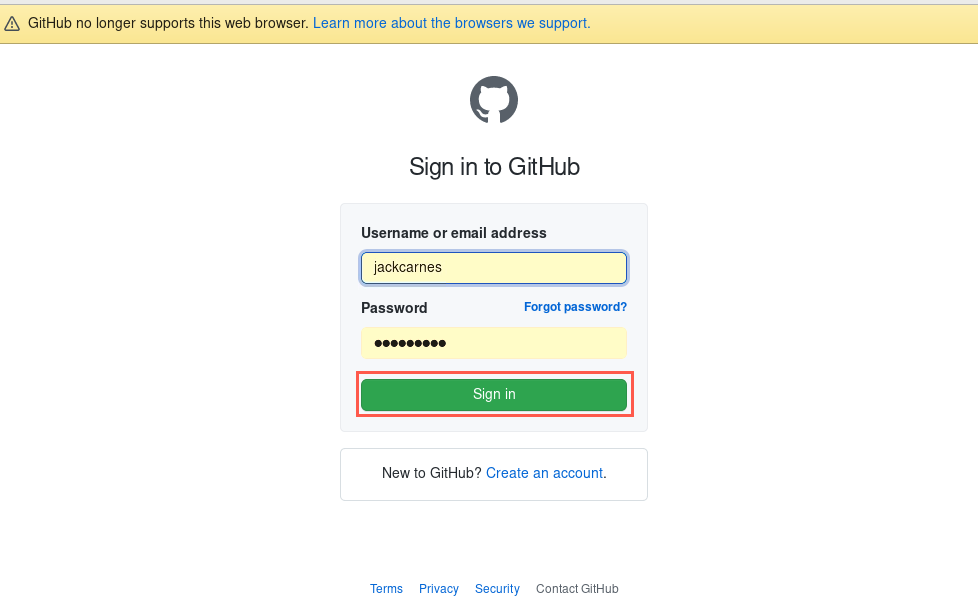 GitHub no longer supports this web browser. Learn more about the browsers we support.
Sign in to GitHub
Username or email address
jackcarnes
Password Forgot password?
●●●●●●●●●
Sign in
New to GitHub? Create an account.
Terms Privacy Security Contact GitHub